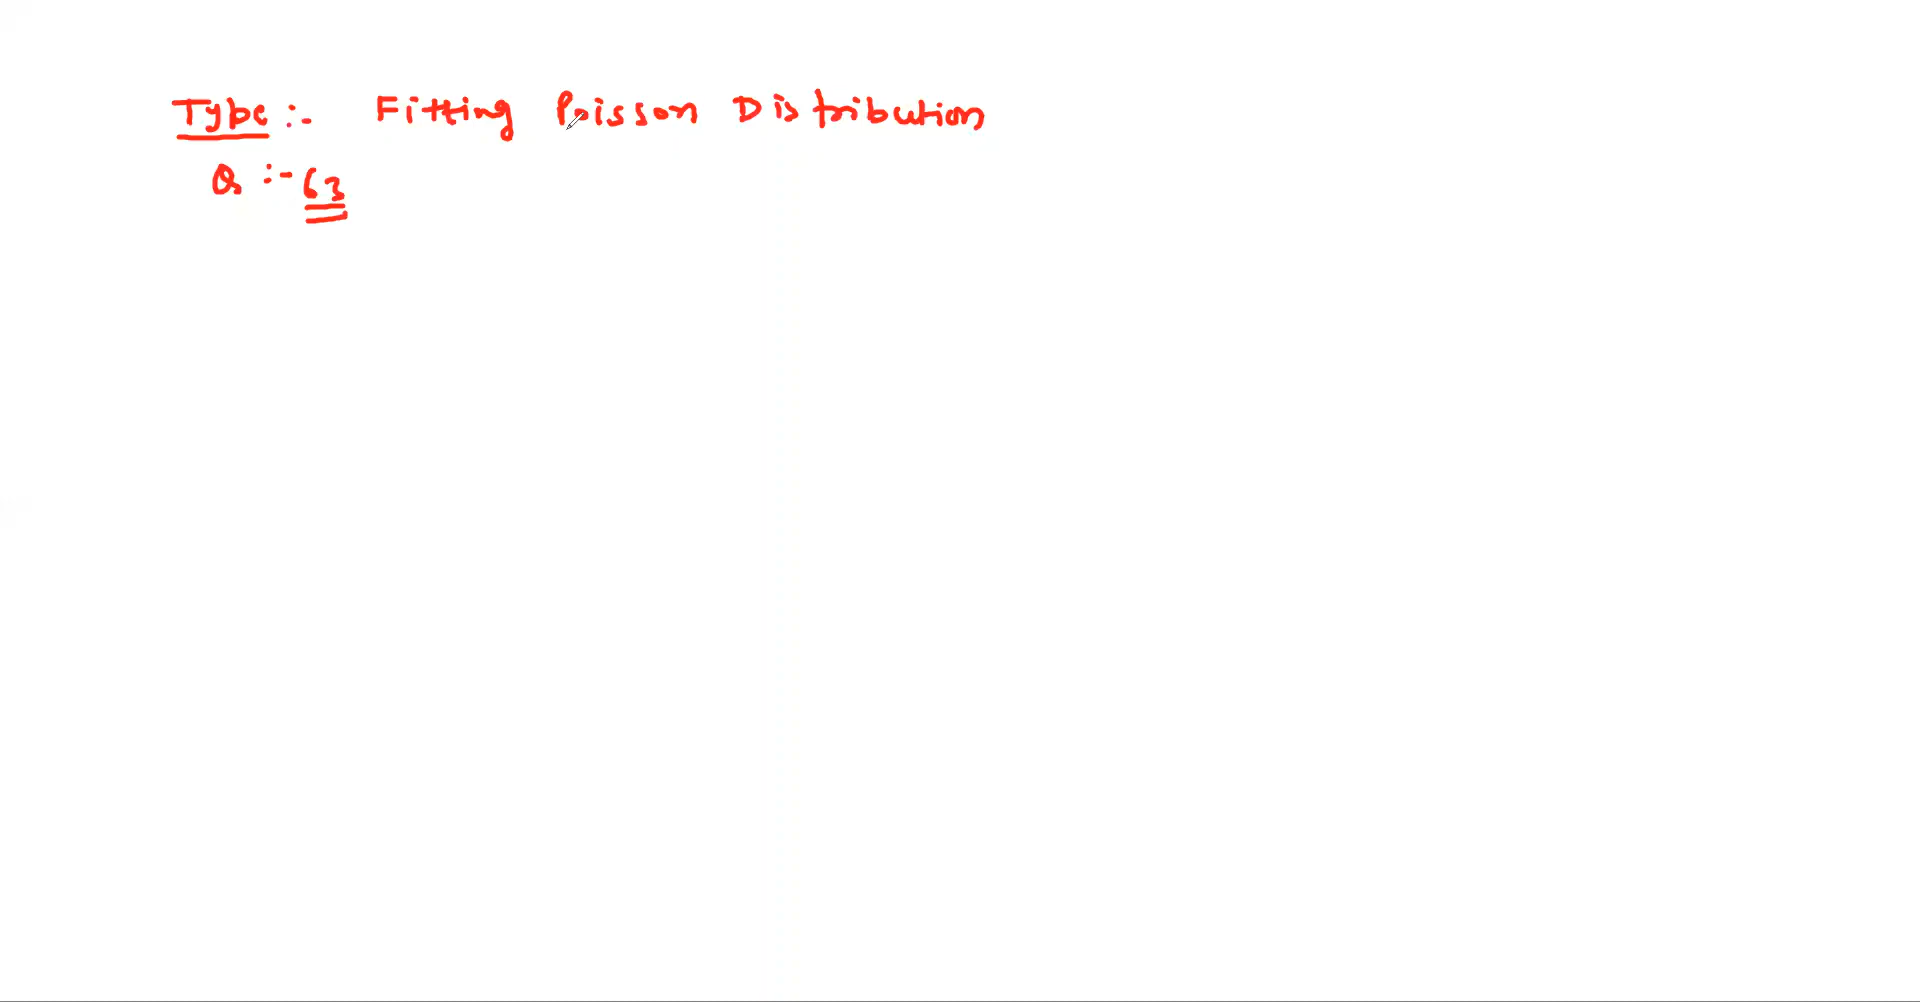 Type :- Fitting Poisson Distribution
Q :- 63